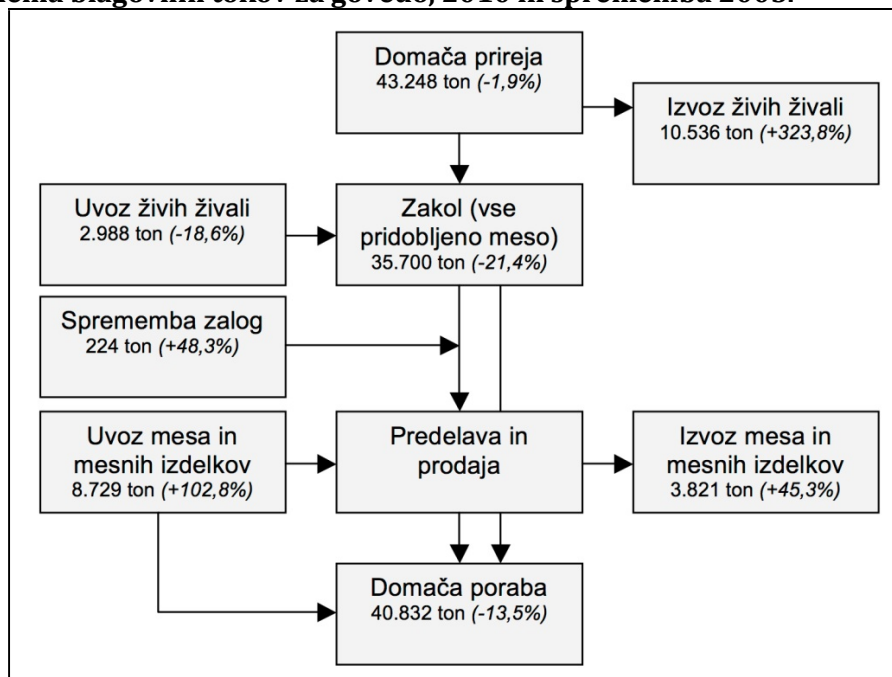 Domača prireja
43.248 ton (-1,9%)
Izvoz živih živali
10.536 ton (+323,8%)
Uvoz živih živali
2.988 ton (-18,6%)
Zakol (vse
pridobljeno meso)
35.700 ton (-21,4%)
Sprememba zalog
224 ton (+48,3%)
Uvoz mesa in
mesnih izdelkov
8.729 ton (+102,8%)
Predelava in
prodaja
Izvoz mesa in
mesnih izdelkov
3.821 ton (+45,3%)
Domača poraba
40.832 ton (-13,5%)